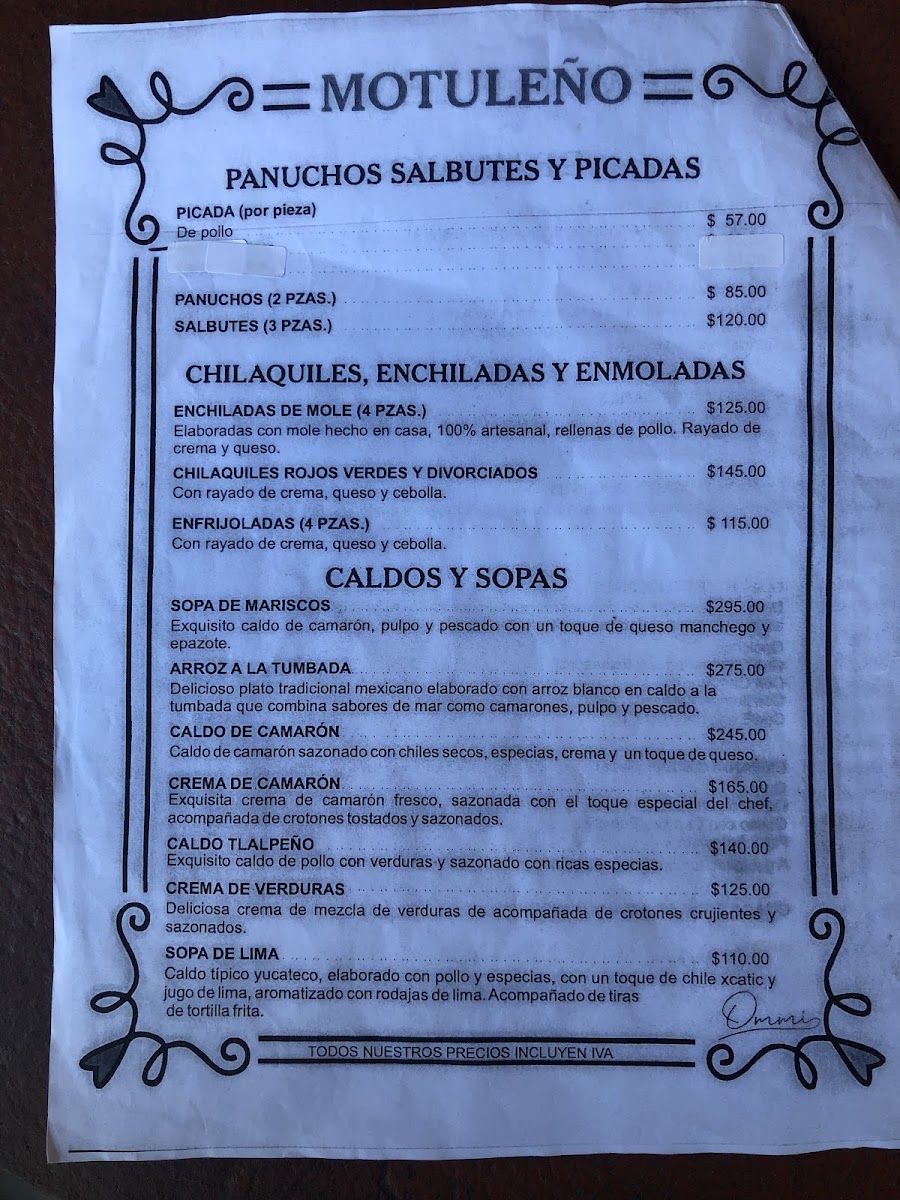 MOTULEÑO
PANUCHOS SALBUTES Y PICADAS
PICADA (por pieza)
De pollo $ 57.00
PANUCHOS (2 PZAS.) $ 85.00
SALBUTES (3 PZAS.) $120.00
CHILAQUILES, ENCHILADAS Y ENMOLADAS
ENCHILADAS DE MOLE (4 PZAS.) $125.00
Elaboradas con mole hecho en casa, 100% artesanal, rellenas de pollo. Rayado de
crema y queso.
CHILAQUILES ROJOS VERDES Y DIVORCIADOS $145.00
Con rayado de crema, queso y cebolla.
ENFRIJOLADAS (4 PZAS.) $ 115.00
Con rayado de crema, queso y cebolla.
CALDOS Y SOPAS
SOPA DE MARISCOS $295.00
Exquisito caldo de camarón, pulpo y pescado con un toque de queso manchego y
epazote.
ARROZ A LA TUMBADA $275.00
Delicioso plato tradicional mexicano elaborado con arroz blanco en caldo a la
tumbada que combina sabores de mar como camarones, pulpo y pescado.
CALDO DE CAMARÓN $245.00
Caldo de camarón sazonado con chiles secos, especias, crema y un toque de queso.
CREMA DE CAMARÓN $165.00
Exquisita crema de camarón fresco, sazonada con el toque especial del chef,
acompañada de crotones tostados y sazonados.
CALDO TLALPEÑO $140.00
Exquisito caldo de pollo con verduras y sazonado con ricas especias.
CREMA DE VERDURAS $125.00
Deliciosa crema de mezcla de verduras de acompañada de crotones crujientes y
sazonados.
SOPA DE LIMA $110.00
Caldo típico yucateco, elaborado con pollo y especias, con un toque de chile xcatic y
jugo de lima, aromatizado con rodajas de lima. Acompañado de tiras
de tortilla frita.
TODOS NUESTROS PRECIOS INCLUYEN IVA